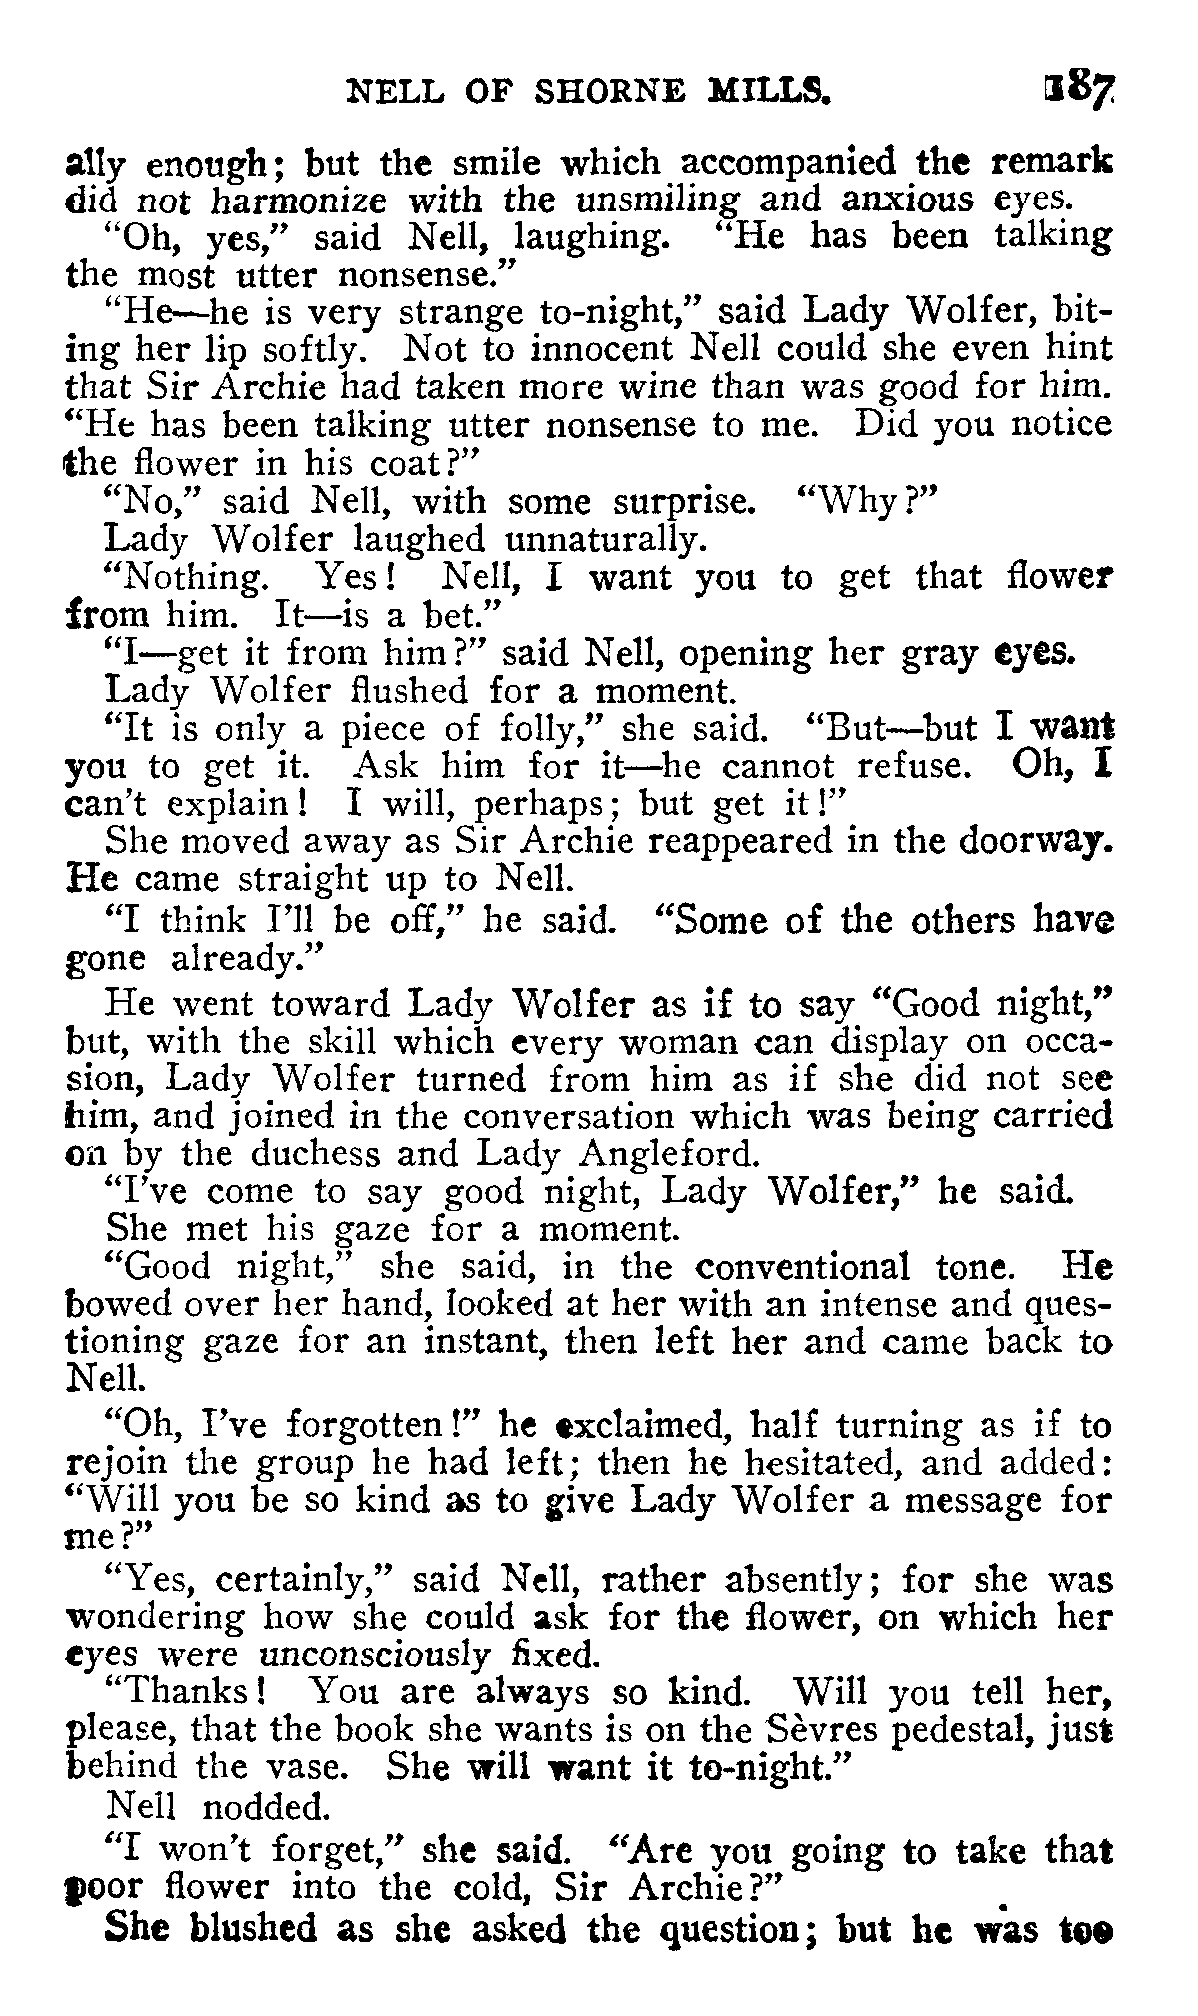 NELL OF SHORNE MILLS. 187
ally enough; but the smile which accompanied the remark
did not harmonize with the unsmiling and anxious eyes.
"Oh, yes," said Nell, laughing. "He has been talking
the most utter nonsense."
"He—he is very strange to-night," said Lady Wolfer, bit-
ing her lip softly. Not to innocent Nell could she even hint
that Sir Archie had taken more wine than was good for him.
"He has been talking utter nonsense to me. Did you notice
the flower in his coat?"
"No," said Nell, with some surprise. "Why?"
Lady Wolfer laughed unnaturally.
"Nothing. Yes! Nell, I want you to get that flower
from him. It—is a bet."
"I—get it from him?" said Nell, opening her gray eyes.
Lady Wolfer flushed for a moment.
"It is only a piece of folly," she said. "But—but I want
you to get it. Ask him for it—he cannot refuse. Oh, I
can't explain! I will, perhaps; but get it!"
She moved away as Sir Archie reappeared in the doorway.
He came straight up to Nell.
"I think I'll be off," he said. "Some of the others have
gone already."
He went toward Lady Wolfer as if to say "Good night,"
but, with the skill which every woman can display on occa-
sion, Lady Wolfer turned from him as if she did not see
him, and joined in the conversation which was being carried
on by the duchess and Lady Angleford.
"I've come to say good night, Lady Wolfer," he said.
She met his gaze for a moment.
"Good night," she said, in the conventional tone. He
bowed over her hand, looked at her with an intense and ques-
tioning gaze for an instant, then left her and came back to
Nell.
"Oh, I've forgotten!" he exclaimed, half turning as if to
rejoin the group he had left; then he hesitated, and added:
"Will you be so kind as to give Lady Wolfer a message for
me?"
"Yes, certainly," said Nell, rather absently; for she was
wondering how she could ask for the flower, on which her
eyes were unconsciously fixed.
"Thanks! You are always so kind. Will you tell her,
please, that the book she wants is on the Sèvres pedestal, just
behind the vase. She will want it to-night."
Nell nodded.
"I won't forget," she said. "Are you going to take that
poor flower into the cold, Sir Archie?"
She blushed as she asked the question; but he was too